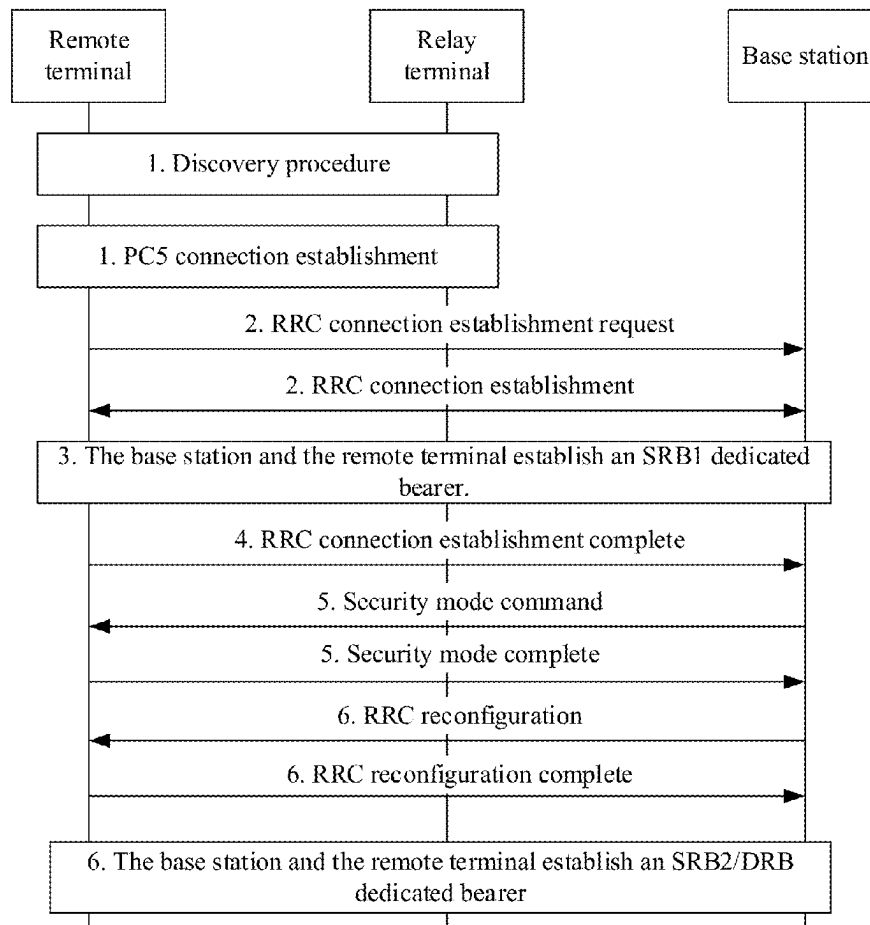 Remote
terminal
Relay
terminal
Base station
1. Discovery procedure
1. PC5 connection establishment
2. RRC connection establishment request
2. RRC connection establishment
3. The base station and the remote terminal establish an SRB1 dedicated
bearer.
4. RRC connection establishment complete
5. Security mode command
5. Security mode complete
6. RRC reconfiguration
6. RRC reconfiguration complete
6. The base station and the remote terminal establish an SRB2/DRB
dedicated bearer